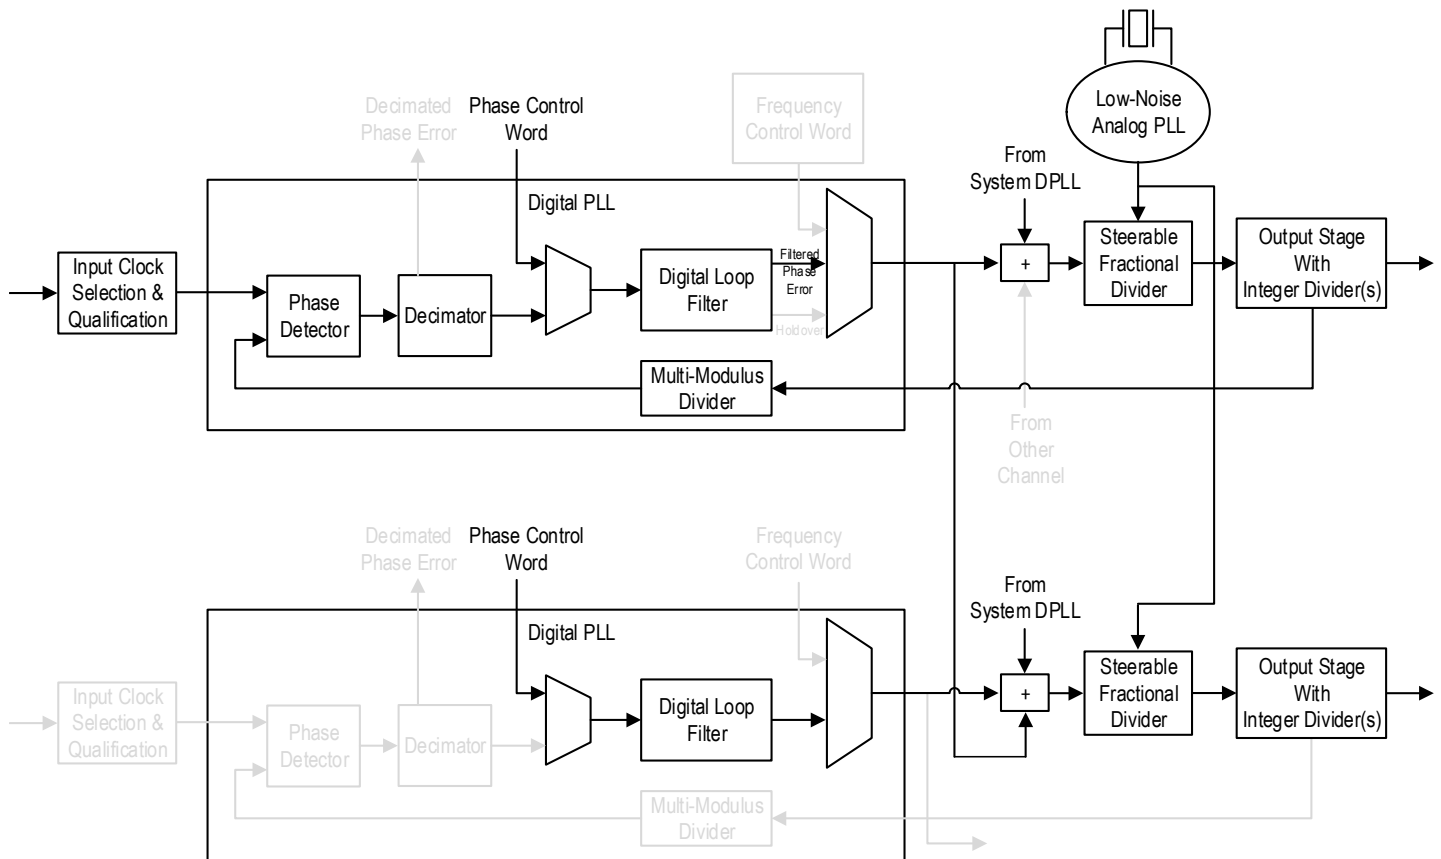 Low-Noise
Analog PLL
Decimated
Phase Error
Phase Control
Word
Frequency
Control Word
From
System DPLL
Digital PLL
Input Clock
Selection &
Qualification
Phase
Detector
Decimator
Digital Loop
Filter
Filtered
Phase
Error
Holdover
+
Steerable
Fractional
Divider
Output Stage
With
Integer Divider(s)
Multi-Modulus
Divider
From
Other
Channel
Decimated
Phase Error
Phase Control
Word
Frequency
Control Word
From
System DPLL
Digital PLL
Input Clock
Selection &
Qualification
Phase
Detector
Decimator
Digital Loop
Filter
+
Steerable
Fractional
Divider
Output Stage
With
Integer Divider(s)
Multi-Modulus
Divider